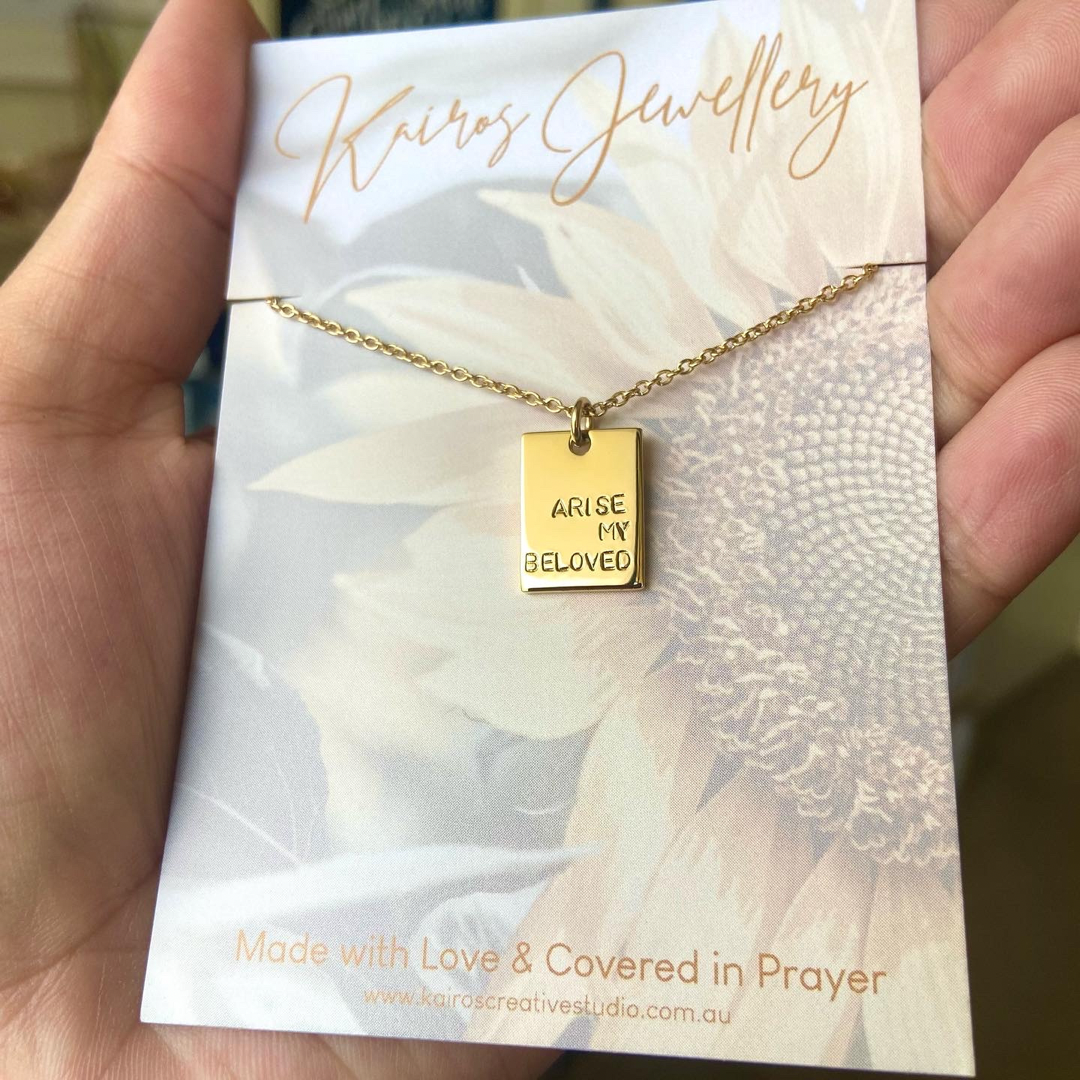 Kairos Jewellery
ARISE
MY
BELOVED
Made with Love & Covered in Prayer
www.kairoscreativestudio.com.au